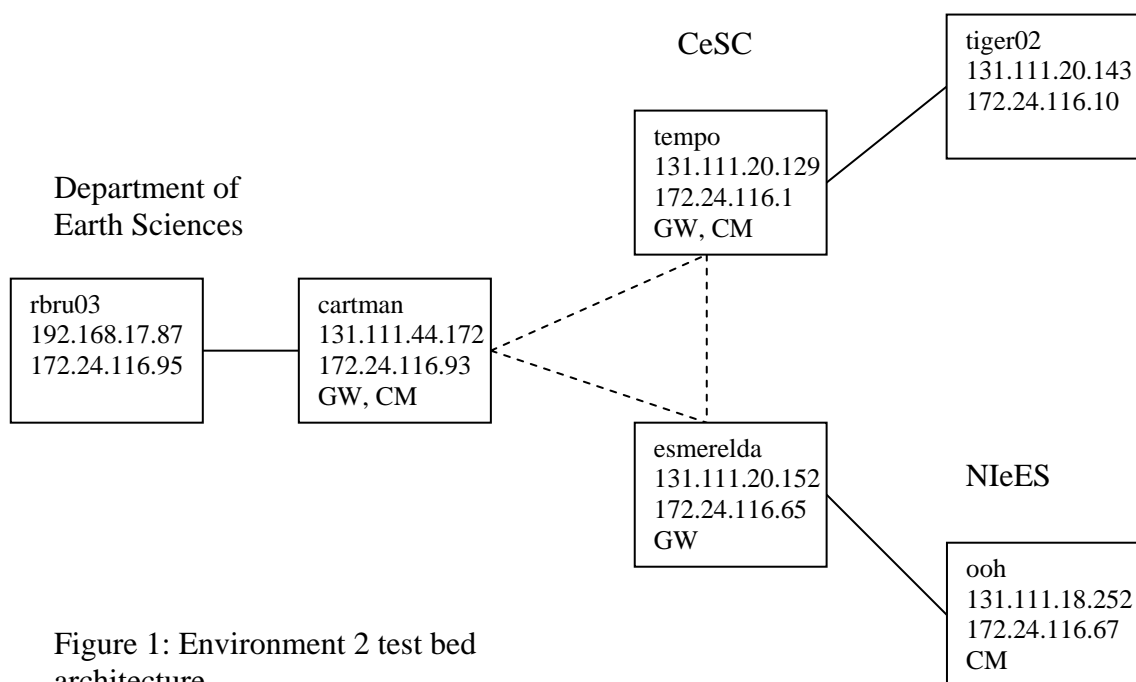 CeSC
tiger02
131.111.20.143
172.24.116.10
tempo
131.111.20.129
172.24.116.1
GW, CM
Department of
Earth Sciences
rbru03
192.168.17.87
172.24.116.95
cartman
131.111.44.172
172.24.116.93
GW, CM
esmerelda
131.111.20.152
172.24.116.65
GW
NIeES
ooh
131.111.18.252
172.24.116.67
CM
Figure 1: Environment 2 test bed
architecture